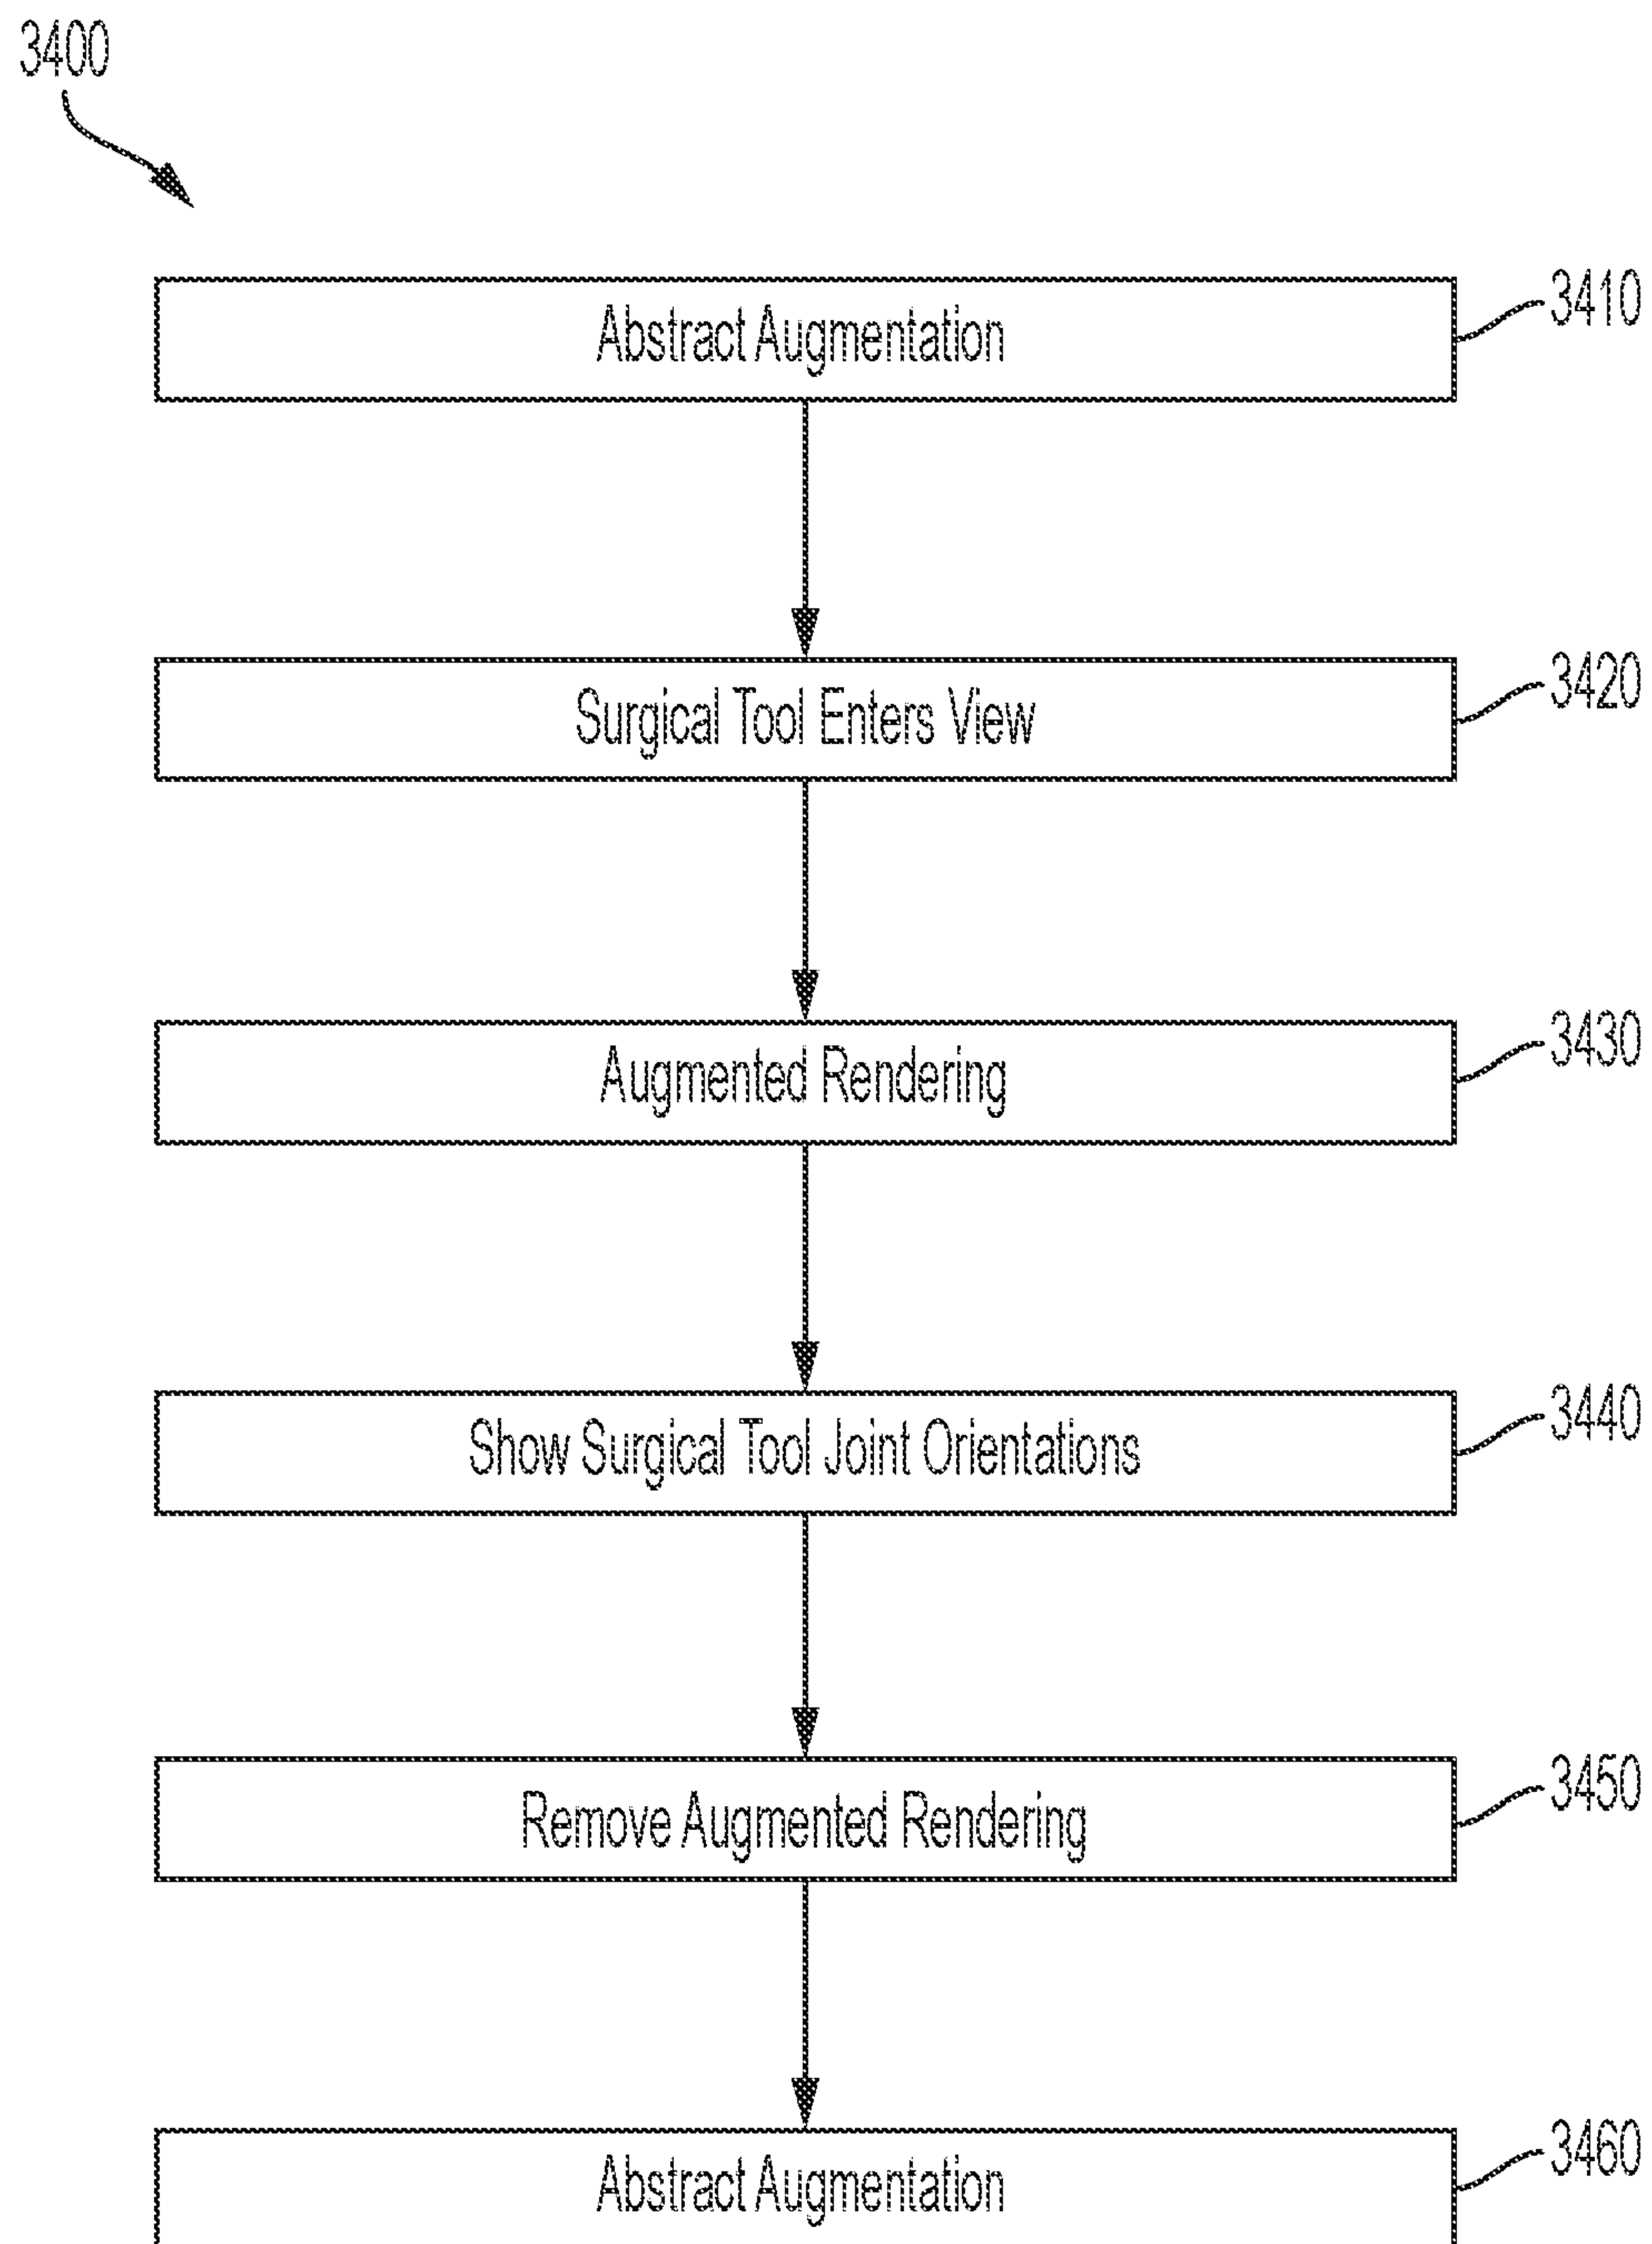 3400
Abstract Augmentation
3410
Surgical Tool Enters View
3420
Augmented Rendering
3430
Show Surgical Tool Joint Orientations
3440
Remove Augmented Rendering
3450
Abstract Augmentation
3460